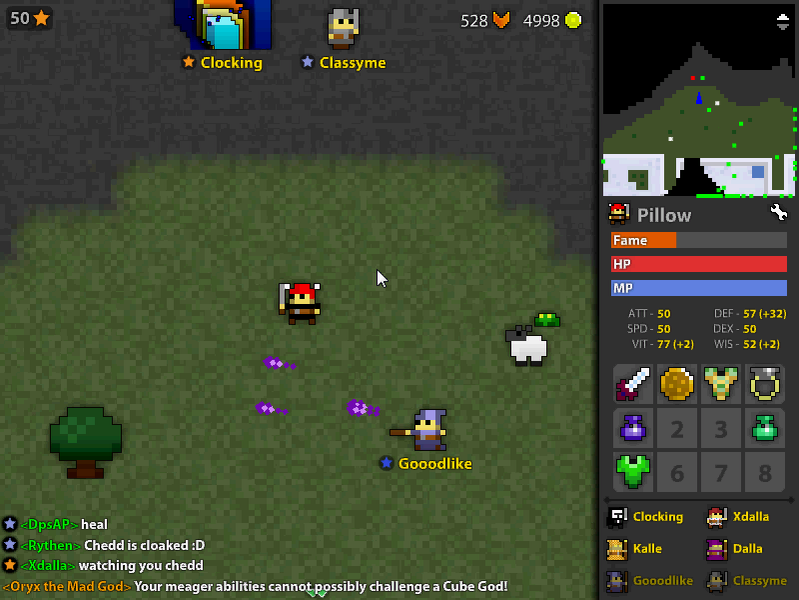 50
528 4998
Clocking Classyme
Pillow
Fame
HP
MP
ATT - 50 DEF - 57 (+32)
SPD - 50 DEX - 50
VIT - 77 (+2) WIS - 52 (+2)
2 3
6 7 8
Gooodlike
Clocking Xdalla
Kalle Dalla
Gooodlike Classyme
<DpsAP> heal
<Rythen> Chedd is cloaked :D
<Xdalla> watching you chedd
<Oryx the Mad God> Your meager abilities cannot possibly challenge a Cube God!